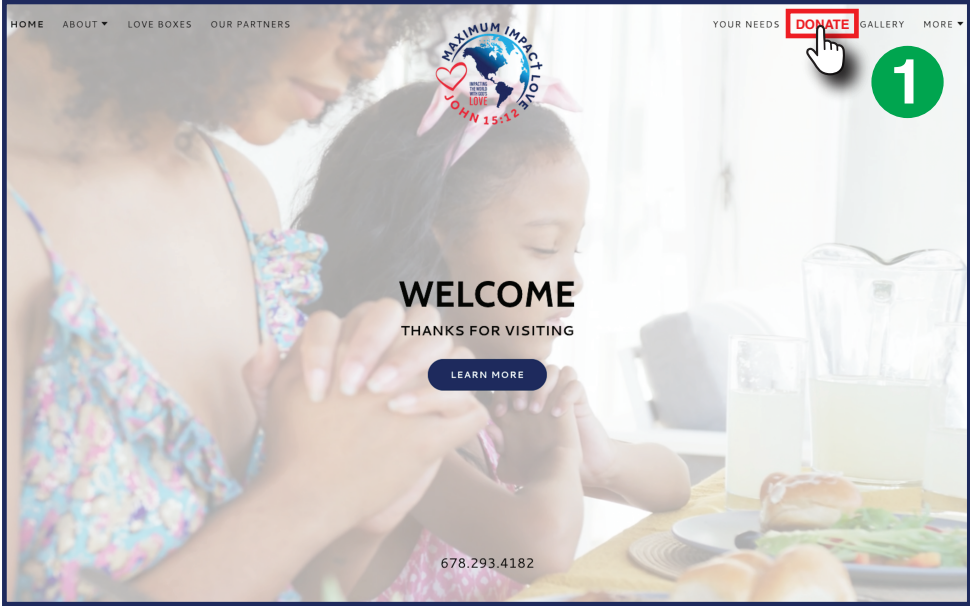 HOME ABOUT LOVE BOXES OUR PARTNERS
YOUR NEEDS DONATE GALLERY MORE
1
MAXIMUM IMPACT LOVE
IMPACTING
THE WORLD
WITH GOD'S
LOVE
JOHN 15:12
WELCOME
THANKS FOR VISITING
LEARN MORE
678.293.4182